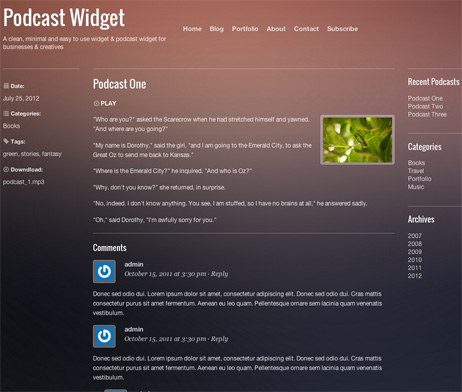 Podcast Widget
A clean, minimal and easy to use widget & podcast widget for
businesses & creatives
Home Blog Portfolio About Contact Subscribe
Date:
July 25, 2012
Categories:
Books
Tags:
green, stories, fantasy
Download:
podcast_1.mp3
Podcast One
PLAY
"Who are you?" asked the Scarecrow when he had stretched himself and yawned.
"And where are you going?"
"My name is Dorothy," said the girl, "and I am going to the Emerald City, to ask the
Great Oz to send me back to Kansas."
"Where is the Emerald City?" he inquired. "And who is Oz?"
"Why, don't you know?" she returned, in surprise.
"No, indeed. I don't know anything. You see, I am stuffed, so I have no brains at all," he answered sadly.
"Oh," said Dorothy, "I'm awfully sorry for you."
Comments
admin
October 15, 2011 at 3:30 pm · Reply
Donec sed odio dui. Lorem ipsum dolor sit amet, consectetur adipiscing elit. Donec sed odio dui. Cras mattis
consectetur purus sit amet fermentum. Aenean eu leo quam. Pellentesque ornare sem lacinia quam venenatis
vestibulum.
admin
October 15, 2011 at 3:30 pm · Reply
Donec sed odio dui. Lorem ipsum dolor sit amet, consectetur adipiscing elit. Donec sed odio dui. Cras mattis
consectetur purus sit amet fermentum. Aenean eu leo quam. Pellentesque ornare sem lacinia quam venenatis
vestibulum.
Recent Podcasts
Podcast One
Podcast Two
Podcast Three
Categories
Books
Travel
Portfolio
Music
Archives
2007
2008
2009
2010
2011
2012